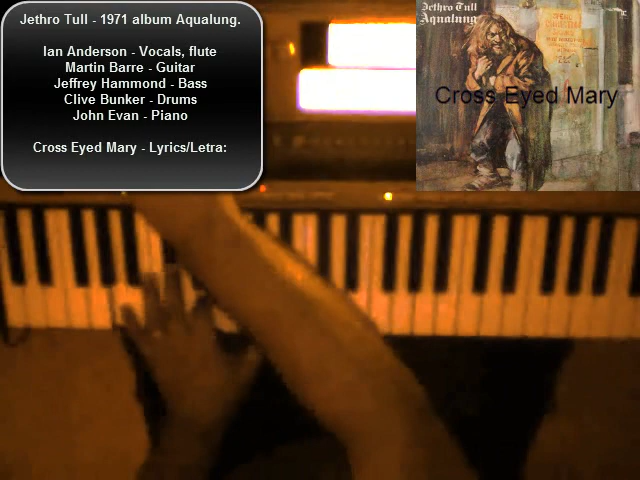 Jethro Tull - 1971 album Aqualung.
Ian Anderson - Vocals, flute
Martin Barre - Guitar
Jeffrey Hammond - Bass
Clive Bunker - Drums
John Evan - Piano
Cross Eyed Mary - Lyrics/Letra:
Jethro Tull
Aqualung
Cross Eyed Mary